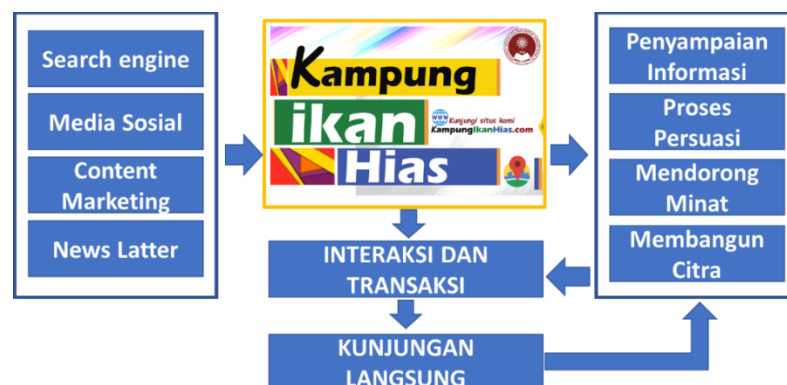 Search engine
Media Sosial
Content
Marketing
News Latter
Kampung
ikan
Hias
Kunjungi situs kami
KampungIkanHias.com
Penyampaian
Informasi
Proses
Persuasi
Mendorong
Minat
Membangun
Citra
INTERAKSI DAN
TRANSAKSI
KUNJUNGAN
LANGSUNG